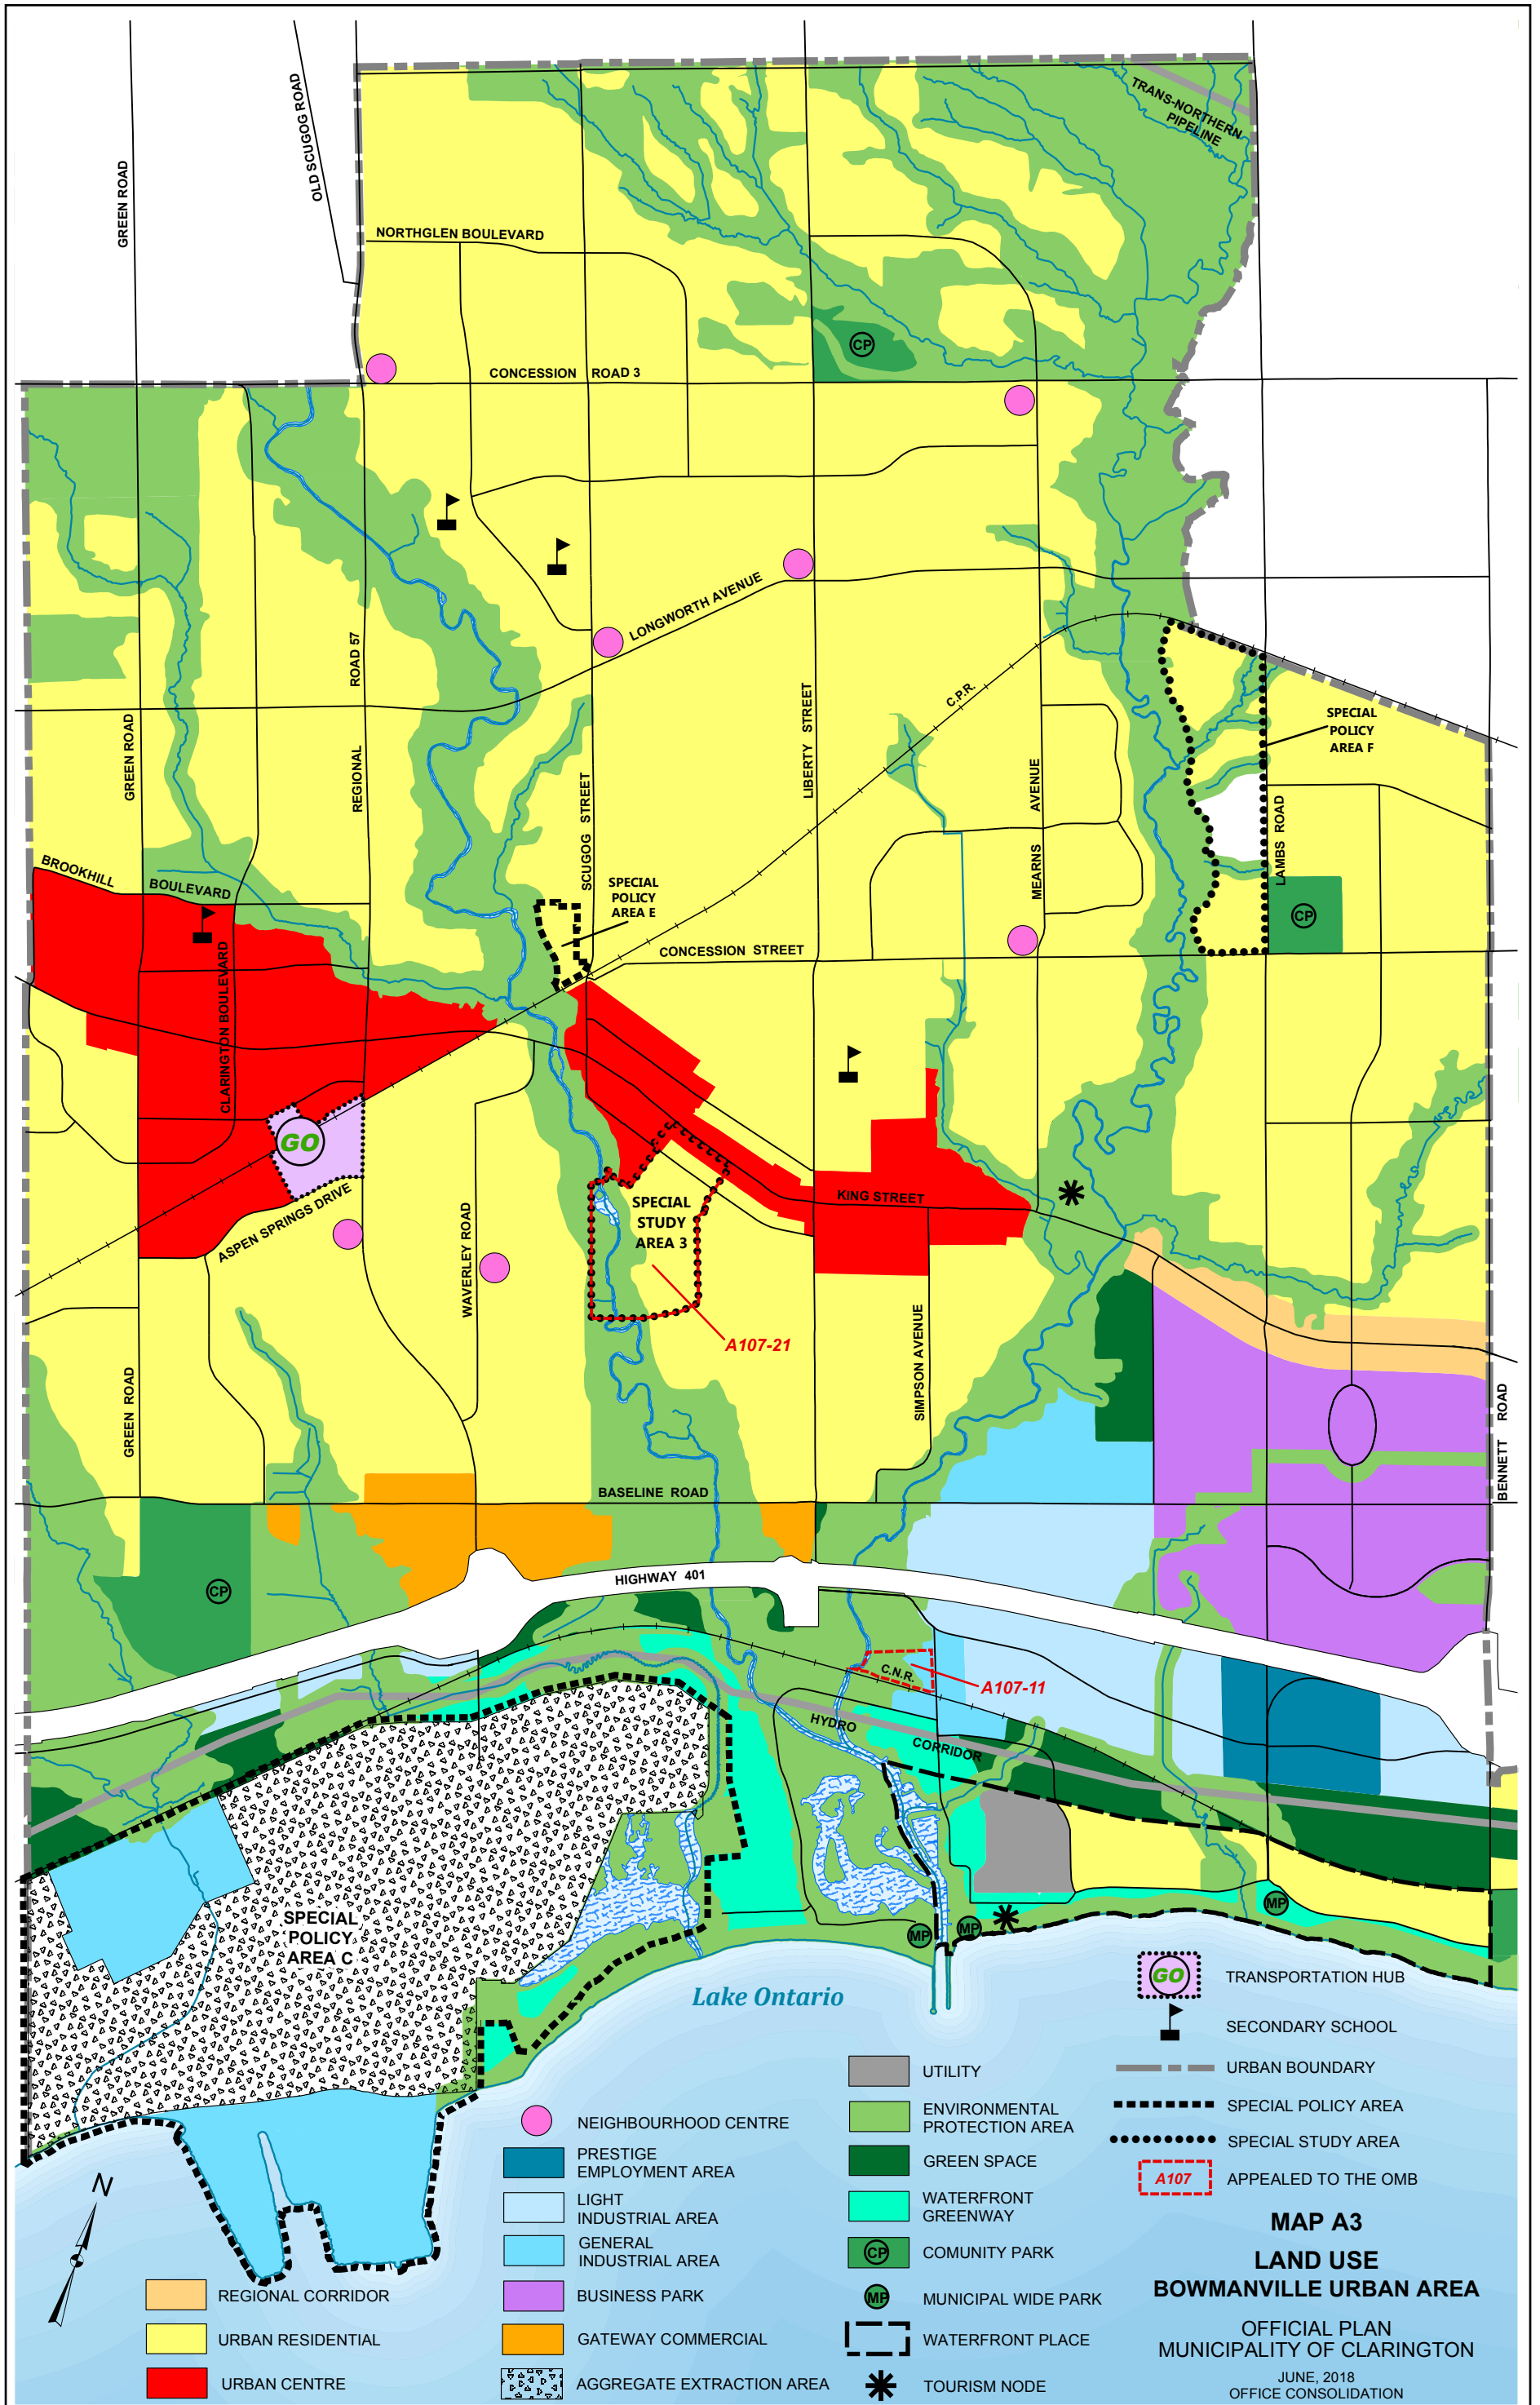 TRANS-NORTHERN
PIPELINE
OLD SCUGOG ROAD
GREEN ROAD
NORTHGLEN BOULEVARD
CP
CONCESSION ROAD 3
LONGWORTH AVENUE
REGIONAL ROAD 57
C.P.R.
LIBERTY STREET
GREEN ROAD
SPECIAL
POLICY
AREA F
SCUGOG STREET
MEARNS AVENUE
LAMBS ROAD
BROOKHILL BOULEVARD
SPECIAL
POLICY
AREA E
CP
CONCESSION STREET
CLARINGTON BOULEVARD
GO
ASPEN SPRINGS DRIVE
KING STREET
SPECIAL
STUDY
AREA 3
WAVERLEY ROAD
A107-21
SIMPSON AVENUE
GREEN ROAD
BENNETT ROAD
BASELINE ROAD
HIGHWAY 401
CP
C.N.R.
A107-11
HYDRO
CORRIDOR
SPECIAL
POLICY
AREA C
MP
MP
MP
Lake Ontario
N
GO
TRANSPORTATION HUB
SECONDARY SCHOOL
URBAN BOUNDARY
SPECIAL POLICY AREA
SPECIAL STUDY AREA
A107
APPEALED TO THE OMB
UTILITY
ENVIRONMENTAL
PROTECTION AREA
GREEN SPACE
WATERFRONT
GREENWAY
CP
COMUNITY PARK
MP
MUNICIPAL WIDE PARK
WATERFRONT PLACE
TOURISM NODE
NEIGHBOURHOOD CENTRE
PRESTIGE
EMPLOYMENT AREA
LIGHT
INDUSTRIAL AREA
GENERAL
INDUSTRIAL AREA
BUSINESS PARK
GATEWAY COMMERCIAL
AGGREGATE EXTRACTION AREA
REGIONAL CORRIDOR
URBAN RESIDENTIAL
URBAN CENTRE
MAP A3
LAND USE
BOWMANVILLE URBAN AREA
OFFICIAL PLAN
MUNICIPALITY OF CLARINGTON
JUNE, 2018
OFFICE CONSOLIDATION